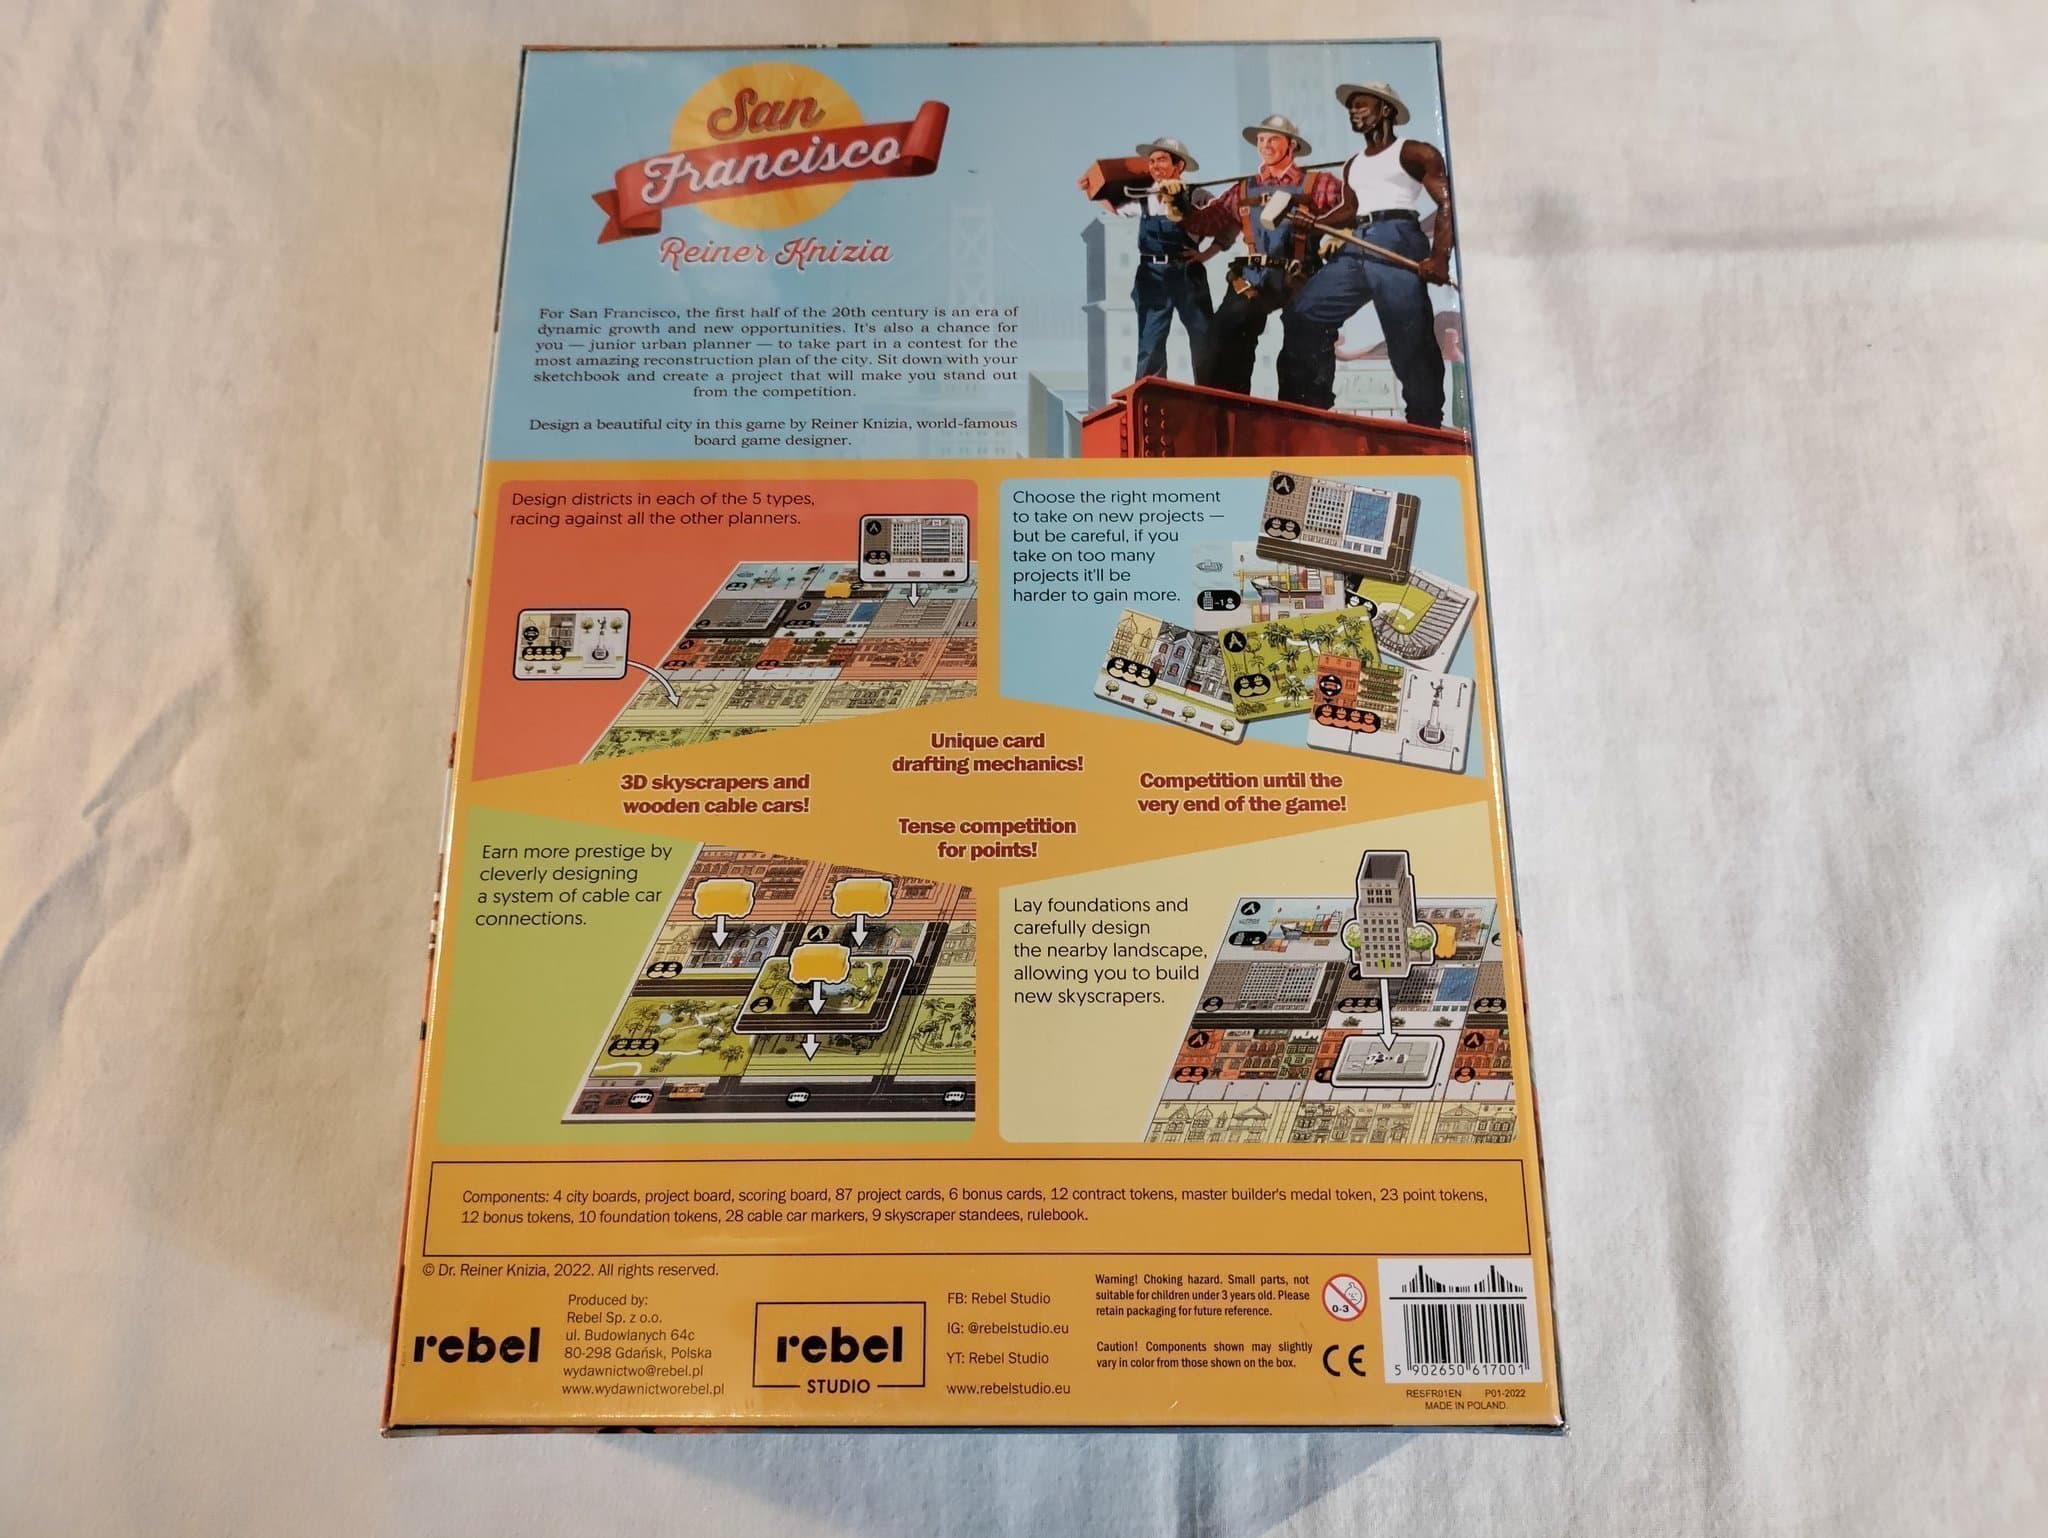 San
Francisco
Reiner Knizia
For San Francisco, the first half of the 20th century is an era of
dynamic growth and new opportunities. It's also a chance for
you — junior urban planner — to take part in a contest for the
most amazing reconstruction plan of the city. Sit down with your
sketchbook and create a project that will make you stand out
from the competition.
Design a beautiful city in this game by Reiner Knizia, world-famous
board game designer.
Design districts in each of the 5 types,
racing against all the other planners.
Choose the right moment
to take on new projects —
but be careful, if you
take on too many
projects it'll be
harder to gain more.
-1
Unique card
drafting mechanics!
3D skyscrapers and
wooden cable cars!
Competition until the
very end of the game!
Tense competition
for points!
Earn more prestige by
cleverly designing
a system of cable car
connections.
Lay foundations and
carefully design
the nearby landscape,
allowing you to build
new skyscrapers.
1
Components: 4 city boards, project board, scoring board, 87 project cards, 6 bonus cards, 12 contract tokens, master builder's medal token, 23 point tokens,
12 bonus tokens, 10 foundation tokens, 28 cable car markers, 9 skyscraper standees, rulebook.
© Dr. Reiner Knizia, 2022. All rights reserved.
rebel
Produced by:
Rebel Sp. z o.o.
ul. Budowlanych 64c
80-298 Gdańsk, Polska
wydawnictwo@rebel.pl
www.wydawnictworebel.pl
rebel
STUDIO
FB: Rebel Studio
IG: @rebelstudio.eu
YT: Rebel Studio
www.rebelstudio.eu
Warning! Choking hazard. Small parts, not
suitable for children under 3 years old. Please
retain packaging for future reference.
0-3
Caution! Components shown may slightly
vary in color from those shown on the box.
CE
5 902650 617001
RESFR01EN P01-2022
MADE IN POLAND.